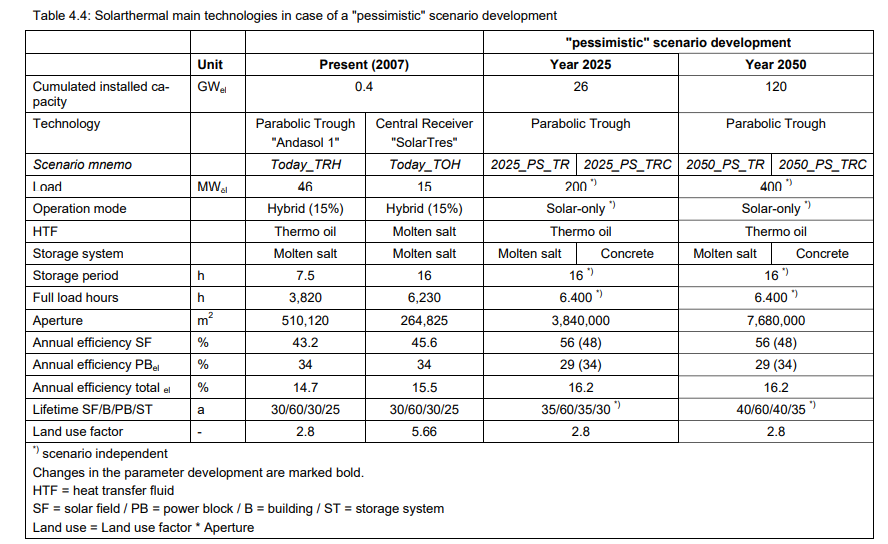 Table 4.4: Solarthermal main technologies in case of a "pessimistic" scenario development
"pessimistic" scenario development
Unit Present (2007) Year 2025 Year 2050
Cumulated installed ca-
pacity GWel 0.4 26 120
Technology Parabolic Trough "Andasol 1" Central Receiver "SolarTres" Parabolic Trough Parabolic Trough
Scenario mnemo Today_TRH Today_TOH 2025_PS_TR 2025_PS_TRC 2050_PS_TR 2050_PS_TRC
Load MWel 46 15 200 *) 400 *)
Operation mode Hybrid (15%) Hybrid (15%) Solar-only *) Solar-only *)
HTF Thermo oil Molten salt Thermo oil Thermo oil
Storage system Molten salt Molten salt Molten salt Concrete Molten salt Concrete
Storage period h 7.5 16 16 *) 16 *)
Full load hours h 3,820 6,230 6.400 *) 6.400 *)
Aperture m2 510,120 264,825 3,840,000 7,680,000
Annual efficiency SF % 43.2 45.6 56 (48) 56 (48)
Annual efficiency PBel % 34 34 29 (34) 29 (34)
Annual efficiency total el % 14.7 15.5 16.2 16.2
Lifetime SF/B/PB/ST a 30/60/30/25 30/60/30/25 35/60/35/30 *) 40/60/40/35 *)
Land use factor - 2.8 5.66 2.8 2.8
*) scenario independent
Changes in the parameter development are marked bold.
HTF = heat transfer fluid
SF = solar field / PB = power block / B = building / ST = storage system
Land use = Land use factor * Aperture